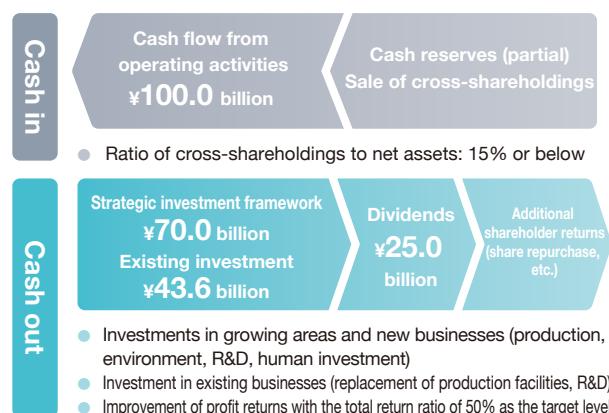 Cash in
Cash flow from
operating activities
¥100.0 billion
Cash reserves (partial)
Sale of cross-shareholdings
Ratio of cross-shareholdings to net assets: 15% or below
Cash out
Strategic investment framework
¥70.0 billion
Existing investment
¥43.6 billion
Dividends
¥25.0
billion
Additional
shareholder returns
(share repurchase,
etc.)
Investments in growing areas and new businesses (production,
environment, R&D, human investment)
Investment in existing businesses (replacement of production facilities, R&D)
Improvement of profit returns with the total return ratio of 50% as the target level